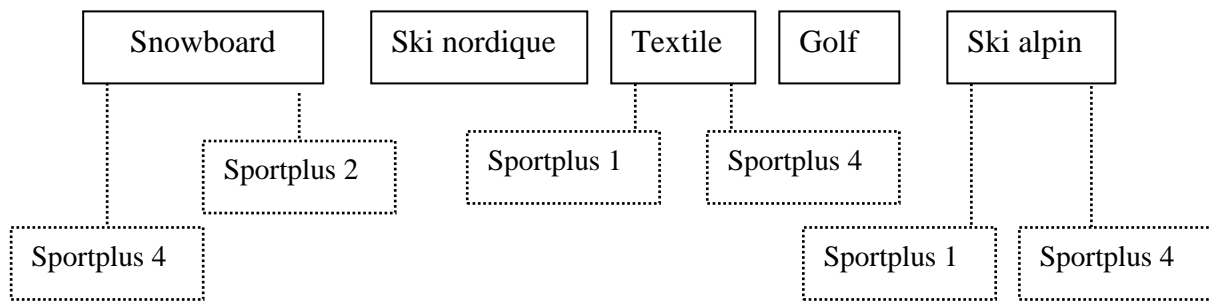 Snowboard
Ski nordique
Textile
Golf
Ski alpin
Sportplus 2
Sportplus 1
Sportplus 4
Sportplus 4
Sportplus 1
Sportplus 4